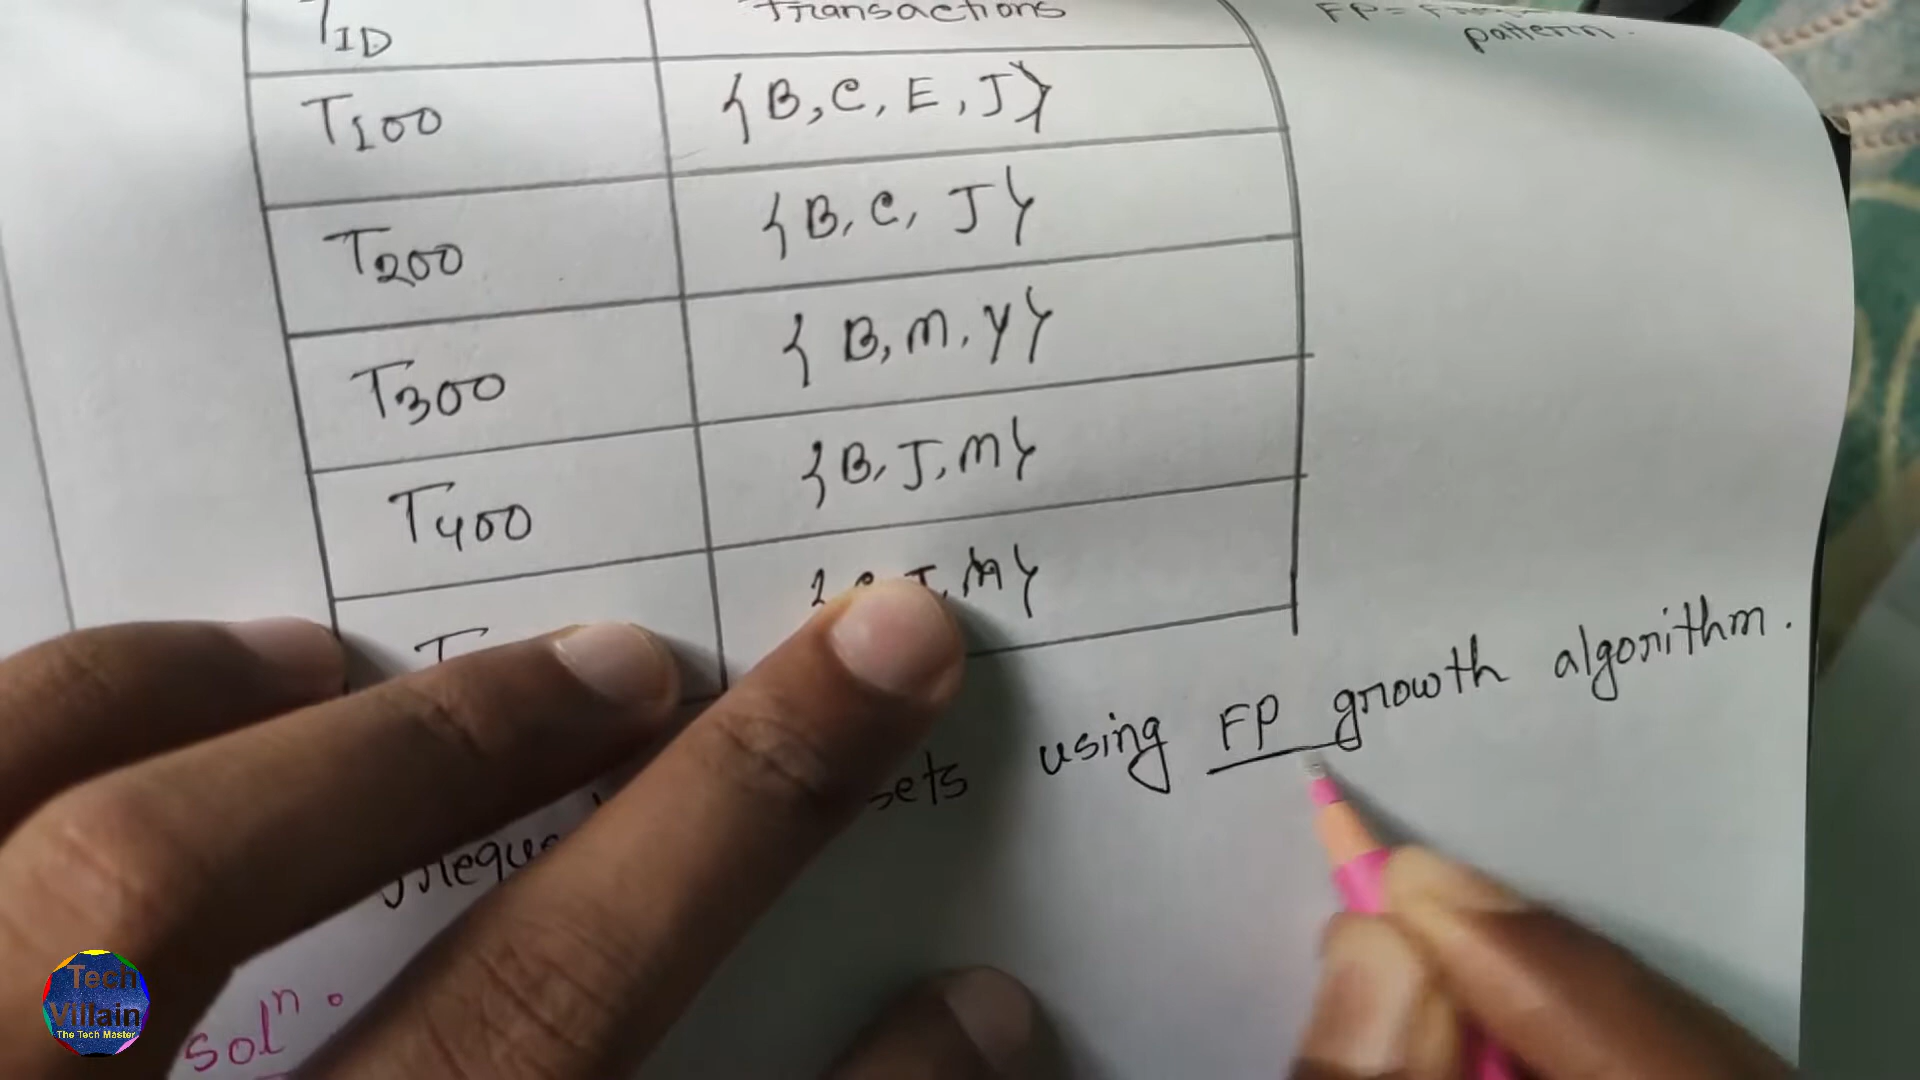 TID Transactions FP=
pattern.
T100 {B, C, E, J}
T200 {B, C, J}
T300 {B, M, Y}
T400 {B, J, M}
M}
sets using FP growth algorithm.
Soln.
Tech
Villain
The Tech Master